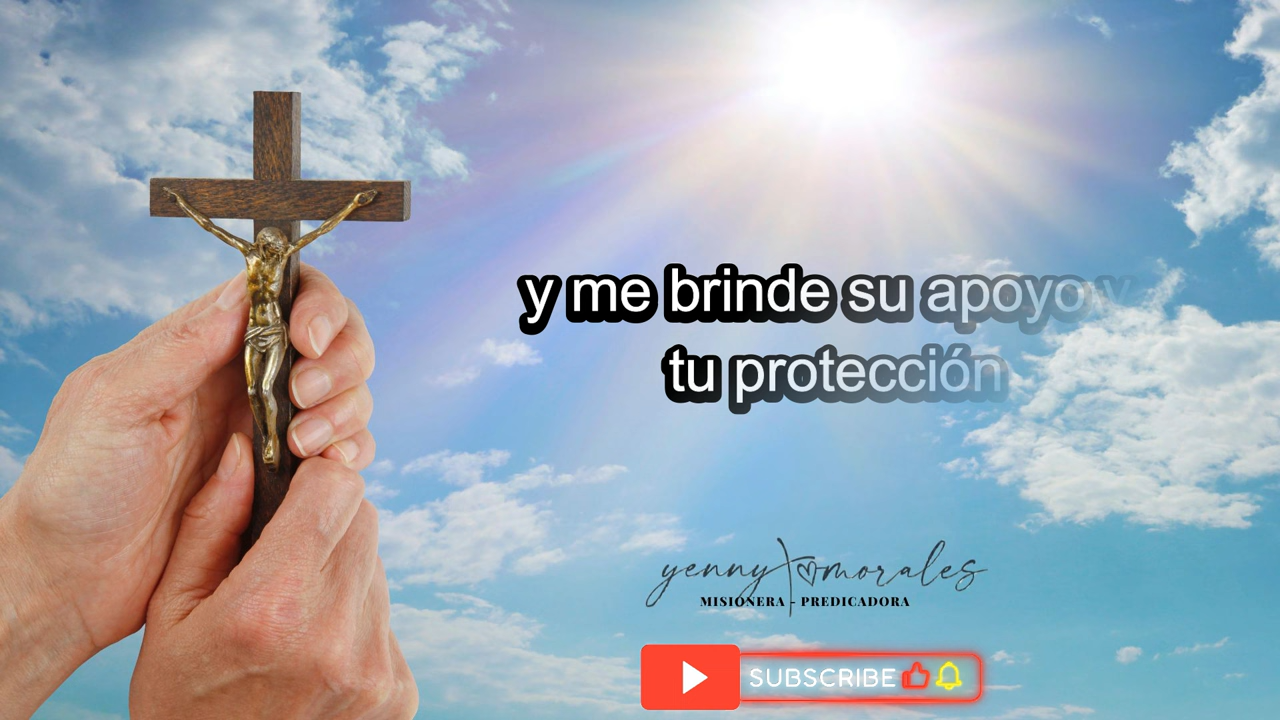 y me brinde su apoyo y
tu protección
yenny morales
MISIONERA - PREDICADORA
SUBSCRIBE